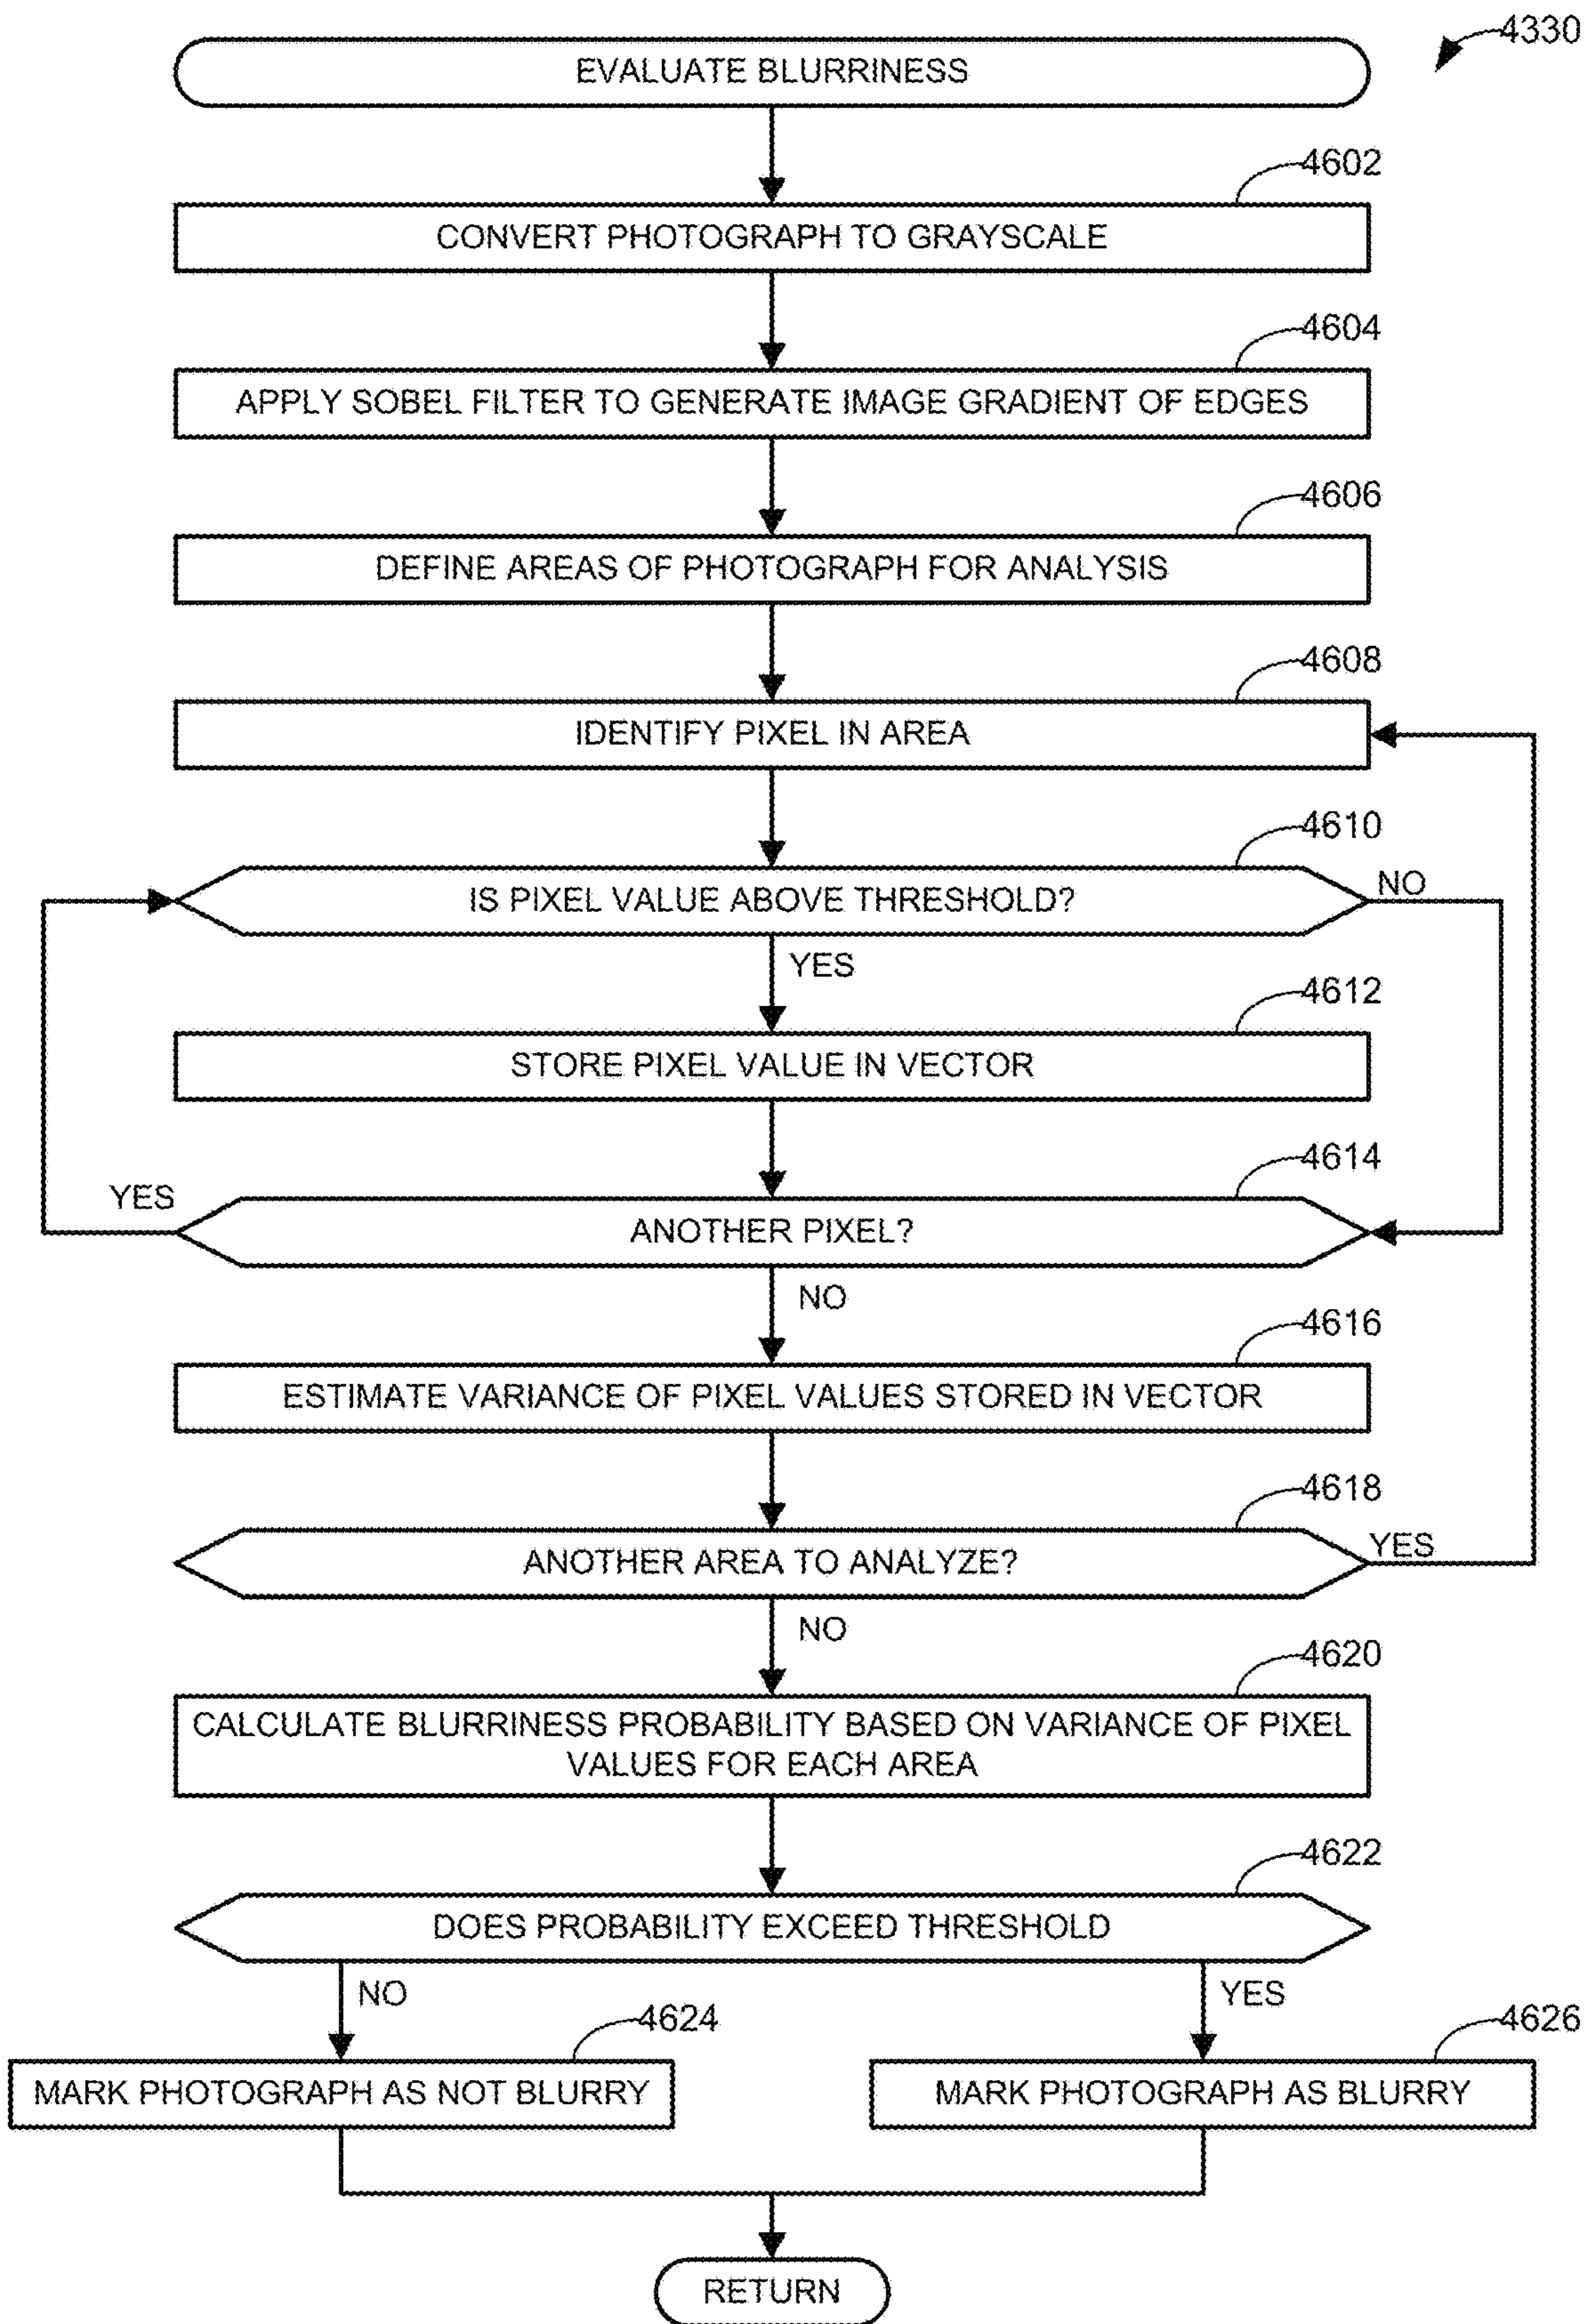 4330
EVALUATE BLURRINESS
4602
CONVERT PHOTOGRAPH TO GRAYSCALE
4604
APPLY SOBEL FILTER TO GENERATE IMAGE GRADIENT OF EDGES
4606
DEFINE AREAS OF PHOTOGRAPH FOR ANALYSIS
4608
IDENTIFY PIXEL IN AREA
4610
IS PIXEL VALUE ABOVE THRESHOLD?
NO
YES
4612
STORE PIXEL VALUE IN VECTOR
4614
YES
ANOTHER PIXEL?
NO
4616
ESTIMATE VARIANCE OF PIXEL VALUES STORED IN VECTOR
4618
ANOTHER AREA TO ANALYZE?
YES
NO
4620
CALCULATE BLURRINESS PROBABILITY BASED ON VARIANCE OF PIXEL
VALUES FOR EACH AREA
4622
DOES PROBABILITY EXCEED THRESHOLD
NO
YES
4624
4626
MARK PHOTOGRAPH AS NOT BLURRY
MARK PHOTOGRAPH AS BLURRY
RETURN